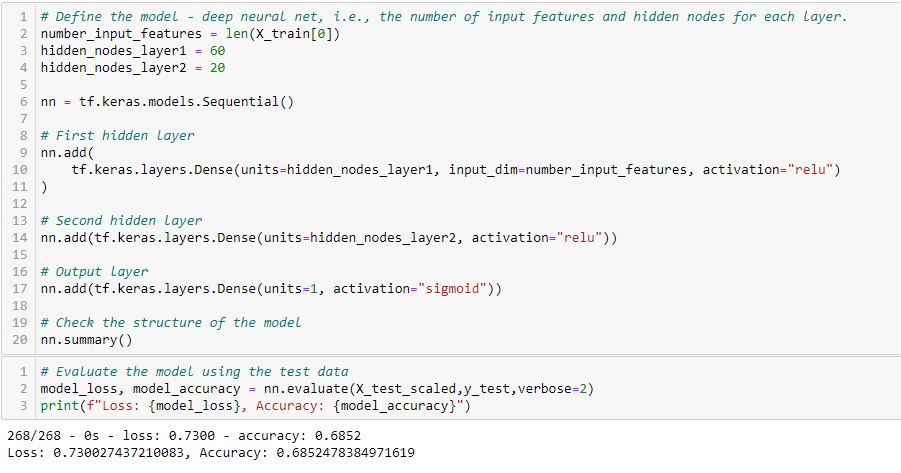 1 # Define the model - deep neural net, i.e., the number of input features and hidden nodes for each layer.
2 number_input_features = len(X_train[0])
3 hidden_nodes_layer1 = 60
4 hidden_nodes_layer2 = 20
5
6 nn = tf.keras.models.Sequential()
7
8 # First hidden layer
9 nn.add(
10     tf.keras.layers.Dense(units=hidden_nodes_layer1, input_dim=number_input_features, activation="relu")
11 )
12
13 # Second hidden layer
14 nn.add(tf.keras.layers.Dense(units=hidden_nodes_layer2, activation="relu"))
15
16 # Output layer
17 nn.add(tf.keras.layers.Dense(units=1, activation="sigmoid"))
18
19 # Check the structure of the model
20 nn.summary()
1 # Evaluate the model using the test data
2 model_loss, model_accuracy = nn.evaluate(X_test_scaled,y_test,verbose=2)
3 print(f"Loss: {model_loss}, Accuracy: {model_accuracy}")
268/268 - 0s - loss: 0.7300 - accuracy: 0.6852
Loss: 0.730027437210083, Accuracy: 0.6852478384971619